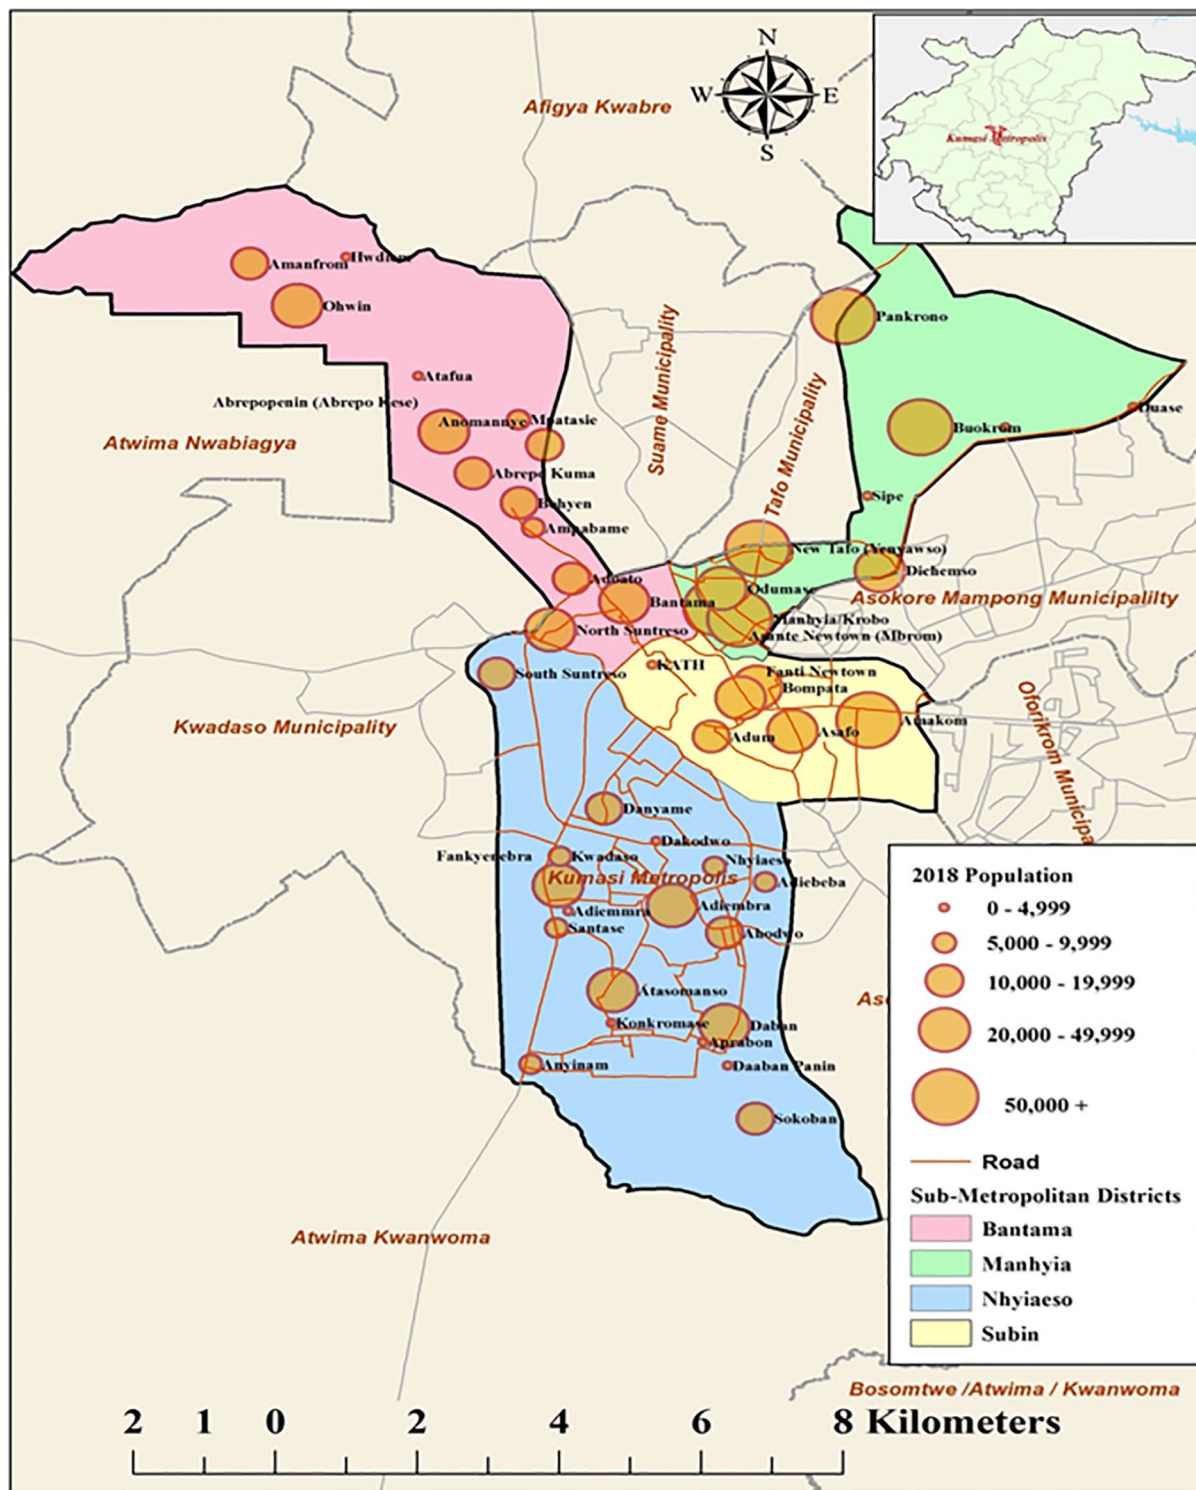 N
W
E
S
Afigya Kwabre
Kumasi Metropolis
Amanfrom
Hwdiem
Ohwin
Pankrono
Suame Municipality
Tafo Municipality
Atafua
Abrepopenin (Abrepo Kese)
Anomannye
Mpatasie
Duase
Buokrom
Atwima Nwabiagya
Abrepo Kuma
Sipe
Bohyen
Ampabame
New Tafo (Yenyawso)
Dichemso
Adoato
Odumase
Asokore Mampong Municipalilty
Bantama
Manhyia/Krobo
North Suntreso
Asante Newtown (Mbrom)
KATH
South Suntreso
Fanti Newtown
Bompata
Oforikrom Municipa
Kwadaso Municipality
Amakom
Adum
Asafo
Danyame
Dakodwo
Fankyenebra
Kwadaso
Nhyiaeso
Kumasi Metropolis
Adiebeba
Adiembra
Adiemmra
Santase
Ahodwo
Atasomanso
As
Konkromase
Daban
Aprabon
Anyinam
Daaban Panin
Sokoban
2018 Population
0 - 4,999
5,000 - 9,999
10,000 - 19,999
20,000 - 49,999
50,000 +
Road
Sub-Metropolitan Districts
Bantama
Manhyia
Nhyiaeso
Subin
Atwima Kwanwoma
Bosomtwe /Atwima / Kwanwoma
2 1 0 2 4 6 8 Kilometers